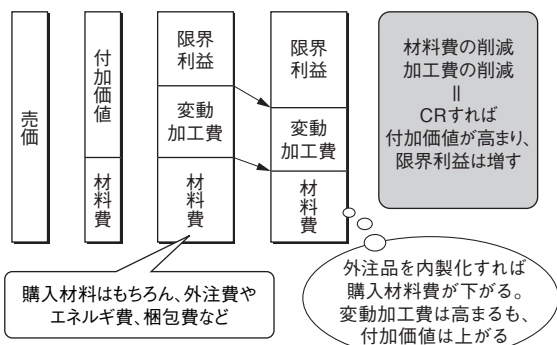 売価
付加価値
材料費
限界
利益
変動
加工費
材料費
限界
利益
変動
加工費
材料費
材料費の削減
加工費の削減
||
CRすれば
付加価値が高まり、
限界利益は増す
購入材料はもちろん、外注費や
エネルギ費、梱包費など
外注品を内製化すれば
購入材料費が下がる。
変動加工費は高まるも、
付加価値は上がる